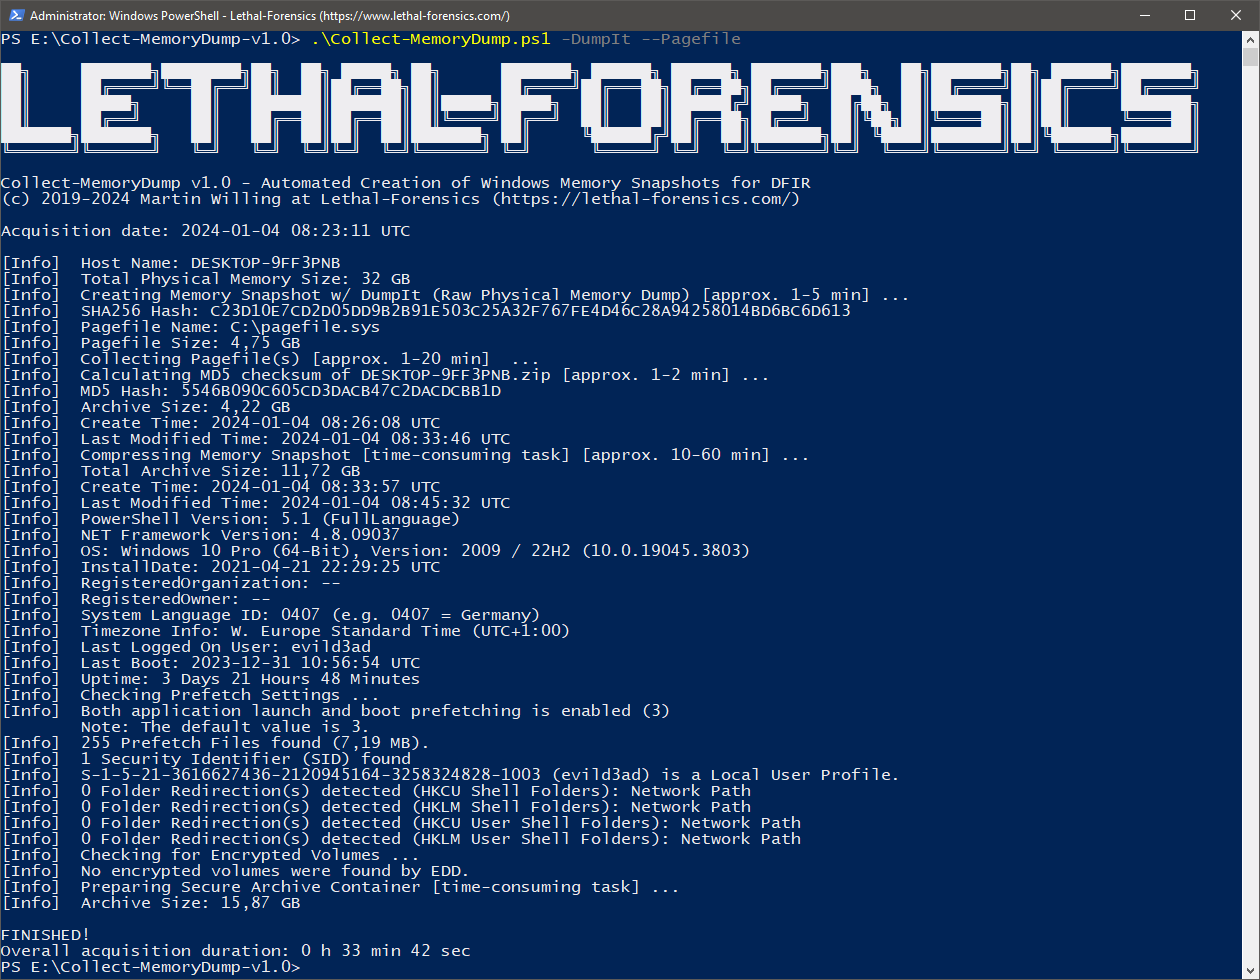 Administrator: Windows PowerShell - Lethal-Forensics (https://www.lethal-forensics.com/)
PS E:\Collect-MemoryDump-v1.0> .\Collect-MemoryDump.ps1 -DumpIt --Pagefile
LETHAL-FORENSICS
Collect-MemoryDump v1.0 - Automated Creation of Windows Memory Snapshots for DFIR
(c) 2019-2024 Martin Willing at Lethal-Forensics (https://lethal-forensics.com/)
Acquisition date: 2024-01-04 08:23:11 UTC
[Info]  Host Name: DESKTOP-9FF3PNB
[Info]  Total Physical Memory Size: 32 GB
[Info]  Creating Memory Snapshot w/ DumpIt (Raw Physical Memory Dump) [approx. 1-5 min] ...
[Info]  SHA256 Hash: C23D10E7CD2D05DD9B2B91E503C25A32F767FE4D46C28A94258014BD6BC6D613
[Info]  Pagefile Name: C:\pagefile.sys
[Info]  Pagefile Size: 4,75 GB
[Info]  Collecting Pagefile(s) [approx. 1-20 min]  ...
[Info]  Calculating MD5 checksum of DESKTOP-9FF3PNB.zip [approx. 1-2 min] ...
[Info]  MD5 Hash: 5546B090C605CD3DACB47C2DACDCBB1D
[Info]  Archive Size: 4,22 GB
[Info]  Create Time: 2024-01-04 08:26:08 UTC
[Info]  Last Modified Time: 2024-01-04 08:33:46 UTC
[Info]  Compressing Memory Snapshot [time-consuming task] [approx. 10-60 min] ...
[Info]  Total Archive Size: 11,72 GB
[Info]  Create Time: 2024-01-04 08:33:57 UTC
[Info]  Last Modified Time: 2024-01-04 08:45:32 UTC
[Info]  PowerShell Version: 5.1 (FullLanguage)
[Info]  NET Framework Version: 4.8.09037
[Info]  OS: Windows 10 Pro (64-Bit), Version: 2009 / 22H2 (10.0.19045.3803)
[Info]  InstallDate: 2021-04-21 22:29:25 UTC
[Info]  RegisteredOrganization: --
[Info]  RegisteredOwner: --
[Info]  System Language ID: 0407 (e.g. 0407 = Germany)
[Info]  Timezone Info: W. Europe Standard Time (UTC+1:00)
[Info]  Last Logged On User: evild3ad
[Info]  Last Boot: 2023-12-31 10:56:54 UTC
[Info]  Uptime: 3 Days 21 Hours 48 Minutes
[Info]  Checking Prefetch Settings ...
[Info]  Both application launch and boot prefetching is enabled (3)
Note: The default value is 3.
[Info]  255 Prefetch Files found (7,19 MB).
[Info]  1 Security Identifier (SID) found
[Info]  S-1-5-21-3616627436-2120945164-3258324828-1003 (evild3ad) is a Local User Profile.
[Info]  0 Folder Redirection(s) detected (HKCU Shell Folders): Network Path
[Info]  0 Folder Redirection(s) detected (HKLM Shell Folders): Network Path
[Info]  0 Folder Redirection(s) detected (HKCU User Shell Folders): Network Path
[Info]  0 Folder Redirection(s) detected (HKLM User Shell Folders): Network Path
[Info]  Checking for Encrypted Volumes ...
[Info]  No encrypted volumes were found by EDD.
[Info]  Preparing Secure Archive Container [time-consuming task] ...
[Info]  Archive Size: 15,87 GB
FINISHED!
Overall acquisition duration: 0 h 33 min 42 sec
PS E:\Collect-MemoryDump-v1.0>